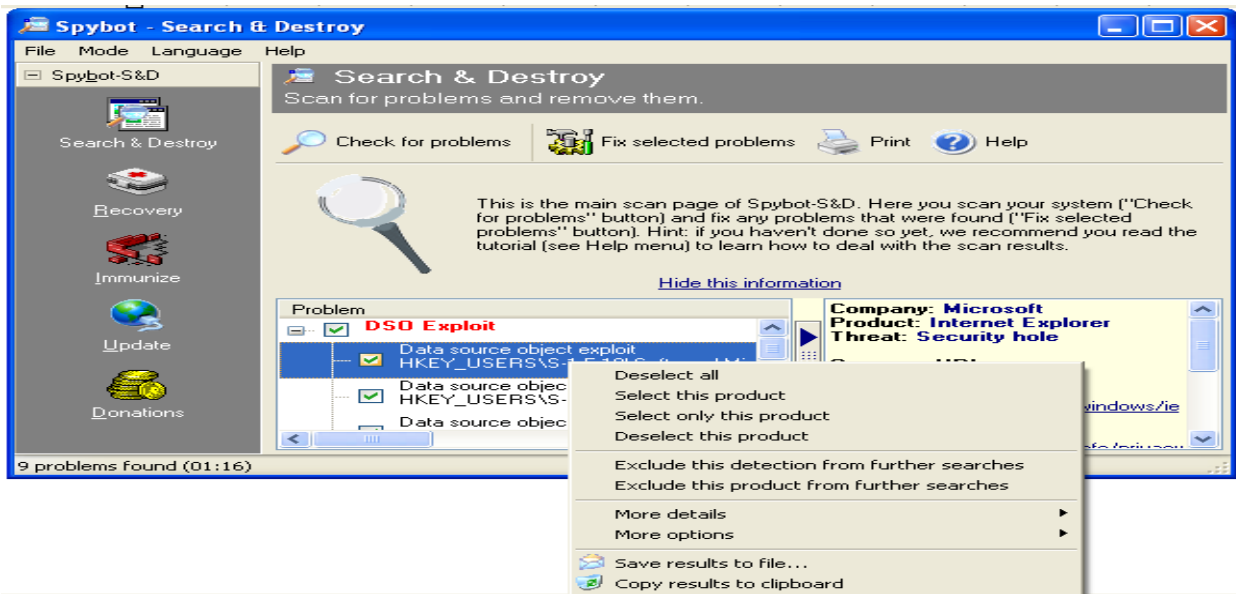 Spybot - Search & Destroy
File Mode Language Help
Spybot-S&D
Search & Destroy
Recovery
Immunize
Update
Donations
Search & Destroy
Scan for problems and remove them.
Check for problems Fix selected problems Print Help
This is the main scan page of Spybot-S&D. Here you scan your system ("Check
for problems" button) and fix any problems that were found ("Fix selected
problems" button). Hint: if you haven't done so yet, we recommend you read the
tutorial (see Help menu) to learn how to deal with the scan results.
Hide this information
Problem
DSO Exploit
Data source object exploit
HKEY_USERS\S-1-5-18\Software\Mi
Data source objec
HKEY_USERS\S-
Data source objec
Company: Microsoft
Product: Internet Explorer
Threat: Security hole
windows/ie
Deselect all
Select this product
Select only this product
Deselect this product
Exclude this detection from further searches
Exclude this product from further searches
More details
More options
Save results to file...
Copy results to clipboard
9 problems found (01:16)